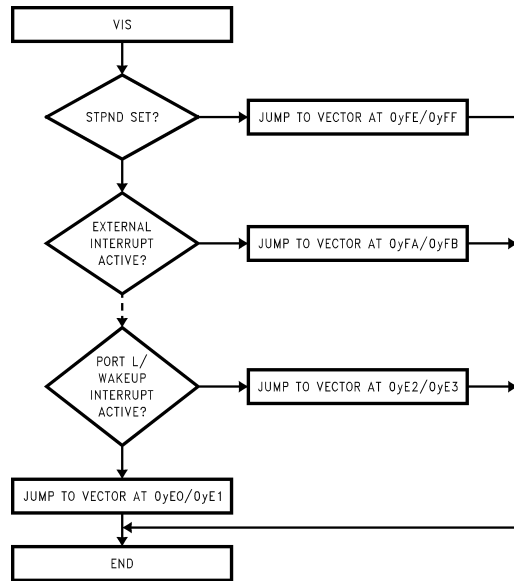 VIS
STPND SET?
JUMP TO VECTOR AT 0yFE/0yFF
EXTERNAL
INTERRUPT
ACTIVE?
JUMP TO VECTOR AT 0yFA/0yFB
PORT L/
WAKEUP
INTERRUPT
ACTIVE?
JUMP TO VECTOR AT 0yE2/0yE3
JUMP TO VECTOR AT 0yE0/0yE1
END